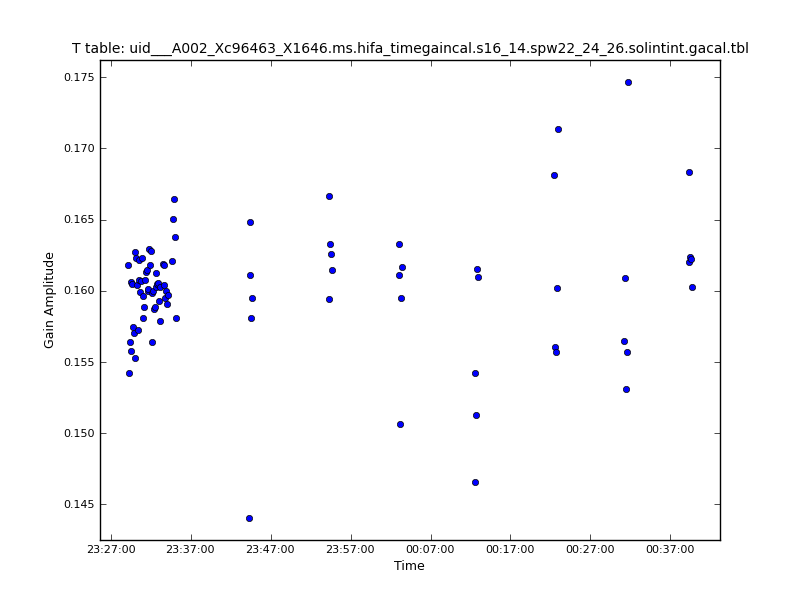 T table: uid___A002_Xc96463_X1646.ms.hifa_timegaincal.s16_14.spw22_24_26.solintint.gacal.tbl
0.175
0.170
0.165
0.160
0.155
0.150
0.145
Gain Amplitude
23:27:00 23:37:00 23:47:00 23:57:00 00:07:00 00:17:00 00:27:00 00:37:00
Time